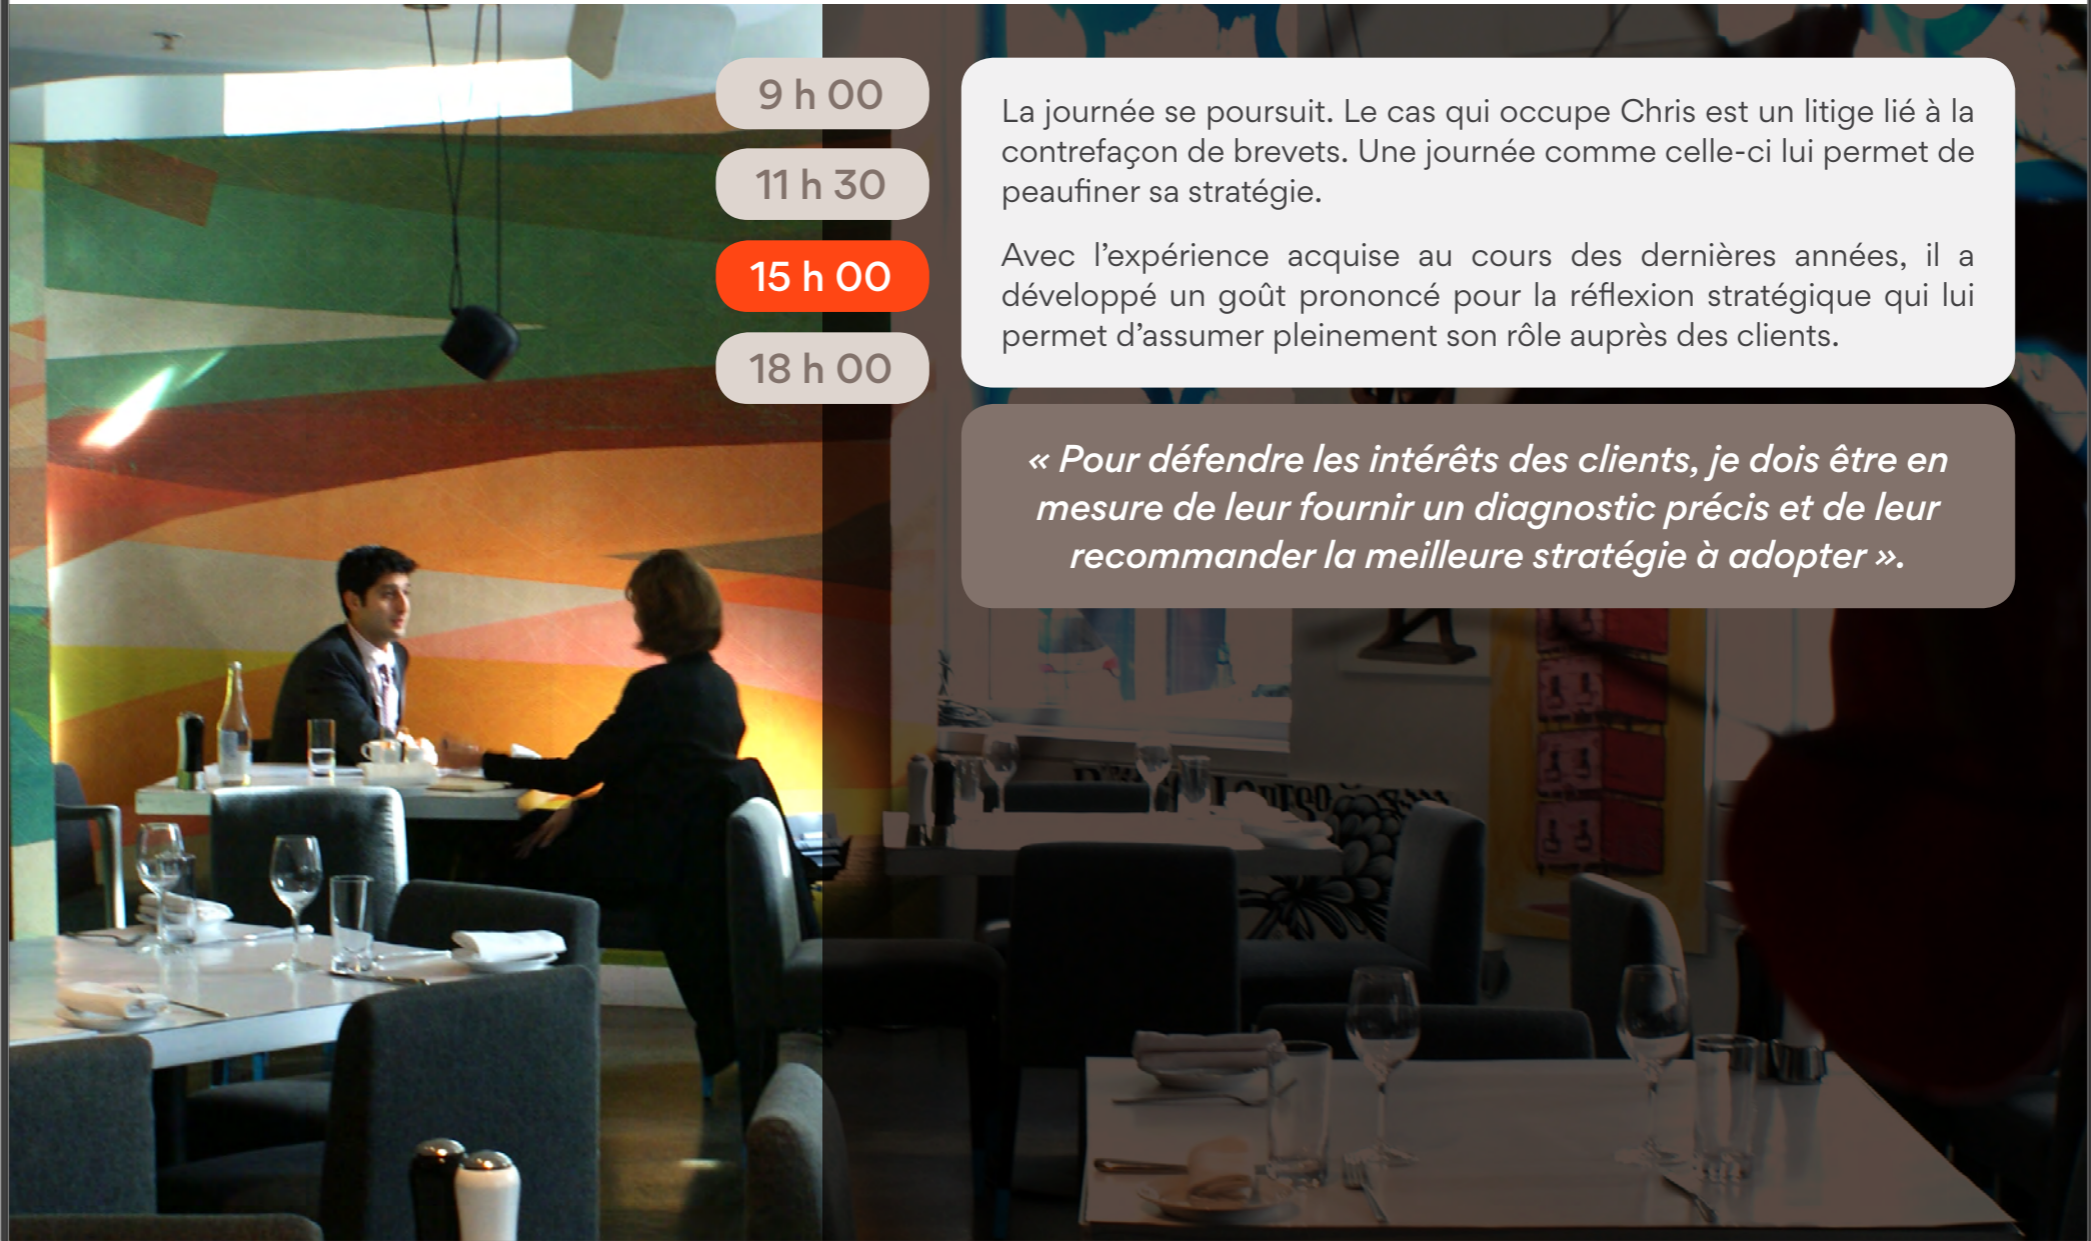 9 h 00
11 h 30
15 h 00
18 h 00
La journée se poursuit. Le cas qui occupe Chris est un litige lié à la
contrefaçon de brevets. Une journée comme celle-ci lui permet de
peaufiner sa stratégie.
Avec l’expérience acquise au cours des dernières années, il a
développé un goût prononcé pour la réflexion stratégique qui lui
permet d’assumer pleinement son rôle auprès des clients.
« Pour défendre les intérêts des clients, je dois être en
mesure de leur fournir un diagnostic précis et de leur
recommander la meilleure stratégie à adopter ».